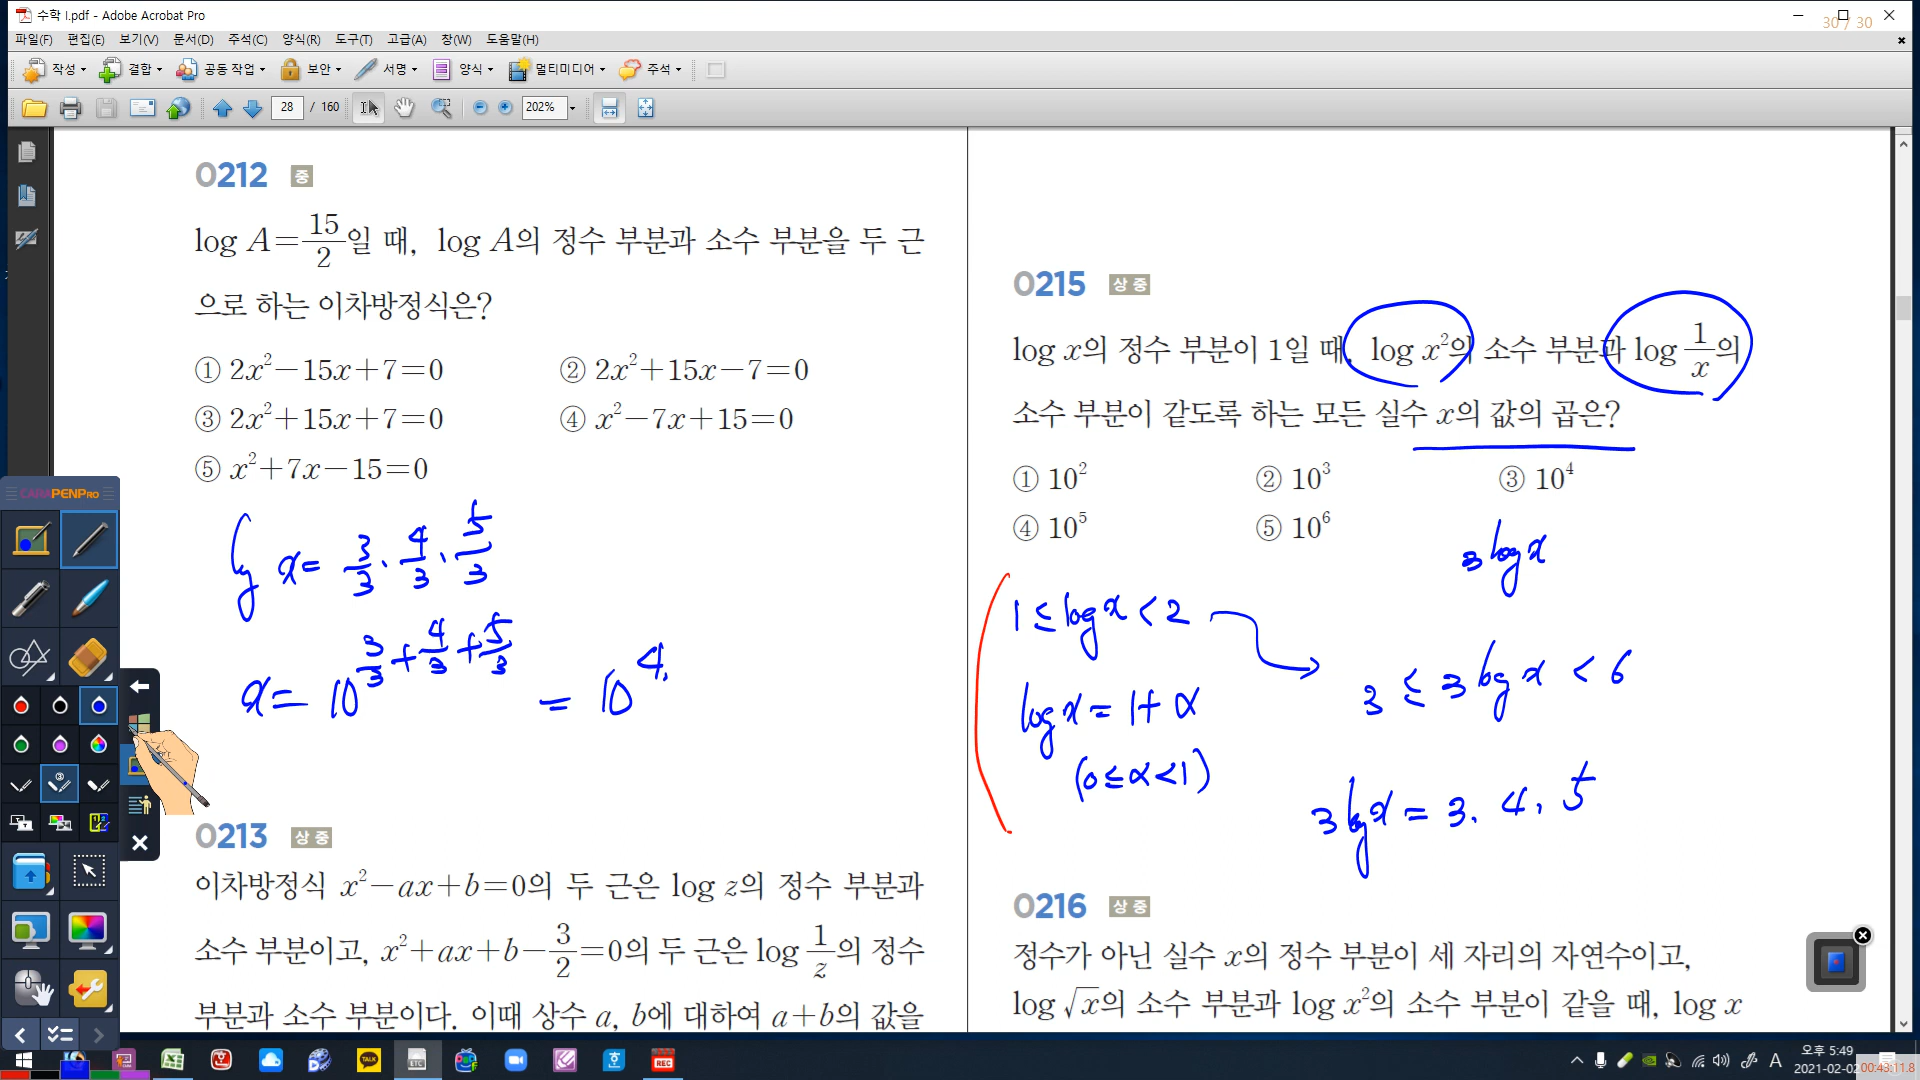 수학 I.pdf - Adobe Acrobat Pro
30 / 30
파일(F) 편집(E) 보기(V) 문서(D) 주석(C) 양식(R) 도구(T) 고급(A) 창(W) 도움말(H)
작성 결합 공동 작업 보안 서명 양식 멀티미디어 주석
28 / 160 202%
0212 중
log A=15/2일 때, log A의 정수 부분과 소수 부분을 두 근
으로 하는 이차방정식은?
① 2x²−15x+7=0 ② 2x²+15x−7=0
③ 2x²+15x+7=0 ④ x²−7x+15=0
⑤ x²+7x−15=0
log x = 3/3, 4/3, 5/3
x = 10^(3/3+4/3+5/3) = 10^4.
0213 상중
이차방정식 x²−ax+b=0의 두 근은 log z의 정수 부분과
소수 부분이고, x²+ax+b−3/2=0의 두 근은 log 1/z의 정수
부분과 소수 부분이다. 이때 상수 a, b에 대하여 a+b의 값을
0215 상중
log x의 정수 부분이 1일 때, log x²의 소수 부분과 log 1/x의
소수 부분이 같도록 하는 모든 실수 x의 값의 곱은?
① 10² ② 10³ ③ 10⁴
④ 10⁵ ⑤ 10⁶
3 log x
1 ≤ log x < 2
3 ≤ 3 log x < 6
log x = 1 + α
(0 ≤ α < 1)
3 log x = 3, 4, 5
0216 상중
정수가 아닌 실수 x의 정수 부분이 세 자리의 자연수이고,
log √x의 소수 부분과 log x²의 소수 부분이 같을 때, log x
CARAPENPRO
TALK
ETC
REC
A
오후 5:49
2021-02-02
00:43:11.8